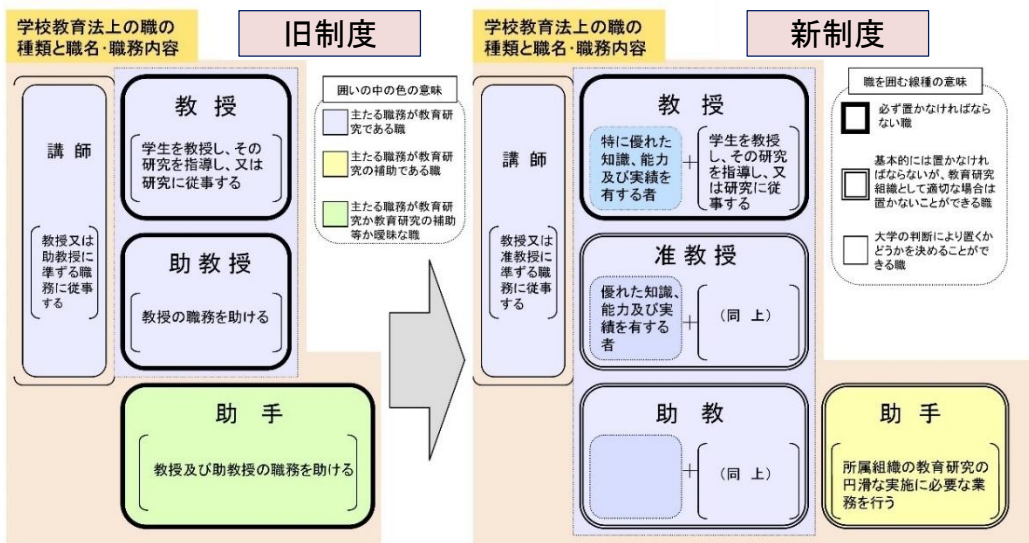 学校教育法上の職の
種類と職名・職務内容
旧制度
講 師
教授又は
助教授に
準ずる職
務に従事
する
教 授
学生を教授し、その
研究を指導し、又は
研究に従事する
助教授
教授の職務を助ける
助 手
教授及び助教授の職務を助ける
囲いの中の色の意味
主たる職務が教育研
究である職
主たる職務が教育研
究の補助である職
主たる職務が教育研
究か教育研究の補助
等か曖昧な職
学校教育法上の職の
種類と職名・職務内容
新制度
講 師
教授又は
准教授に
準ずる職
務に従事
する
教 授
特に優れた
知識、能力
及び実績を
有する者
+
学生を教授
し、その研究
を指導し、又
は研究に従
事する
准教授
優れた知識、
能力及び実
績を有する
者
+
(同 上)
助 教
+
(同 上)
助 手
所属組織の教育研究の
円滑な実施に必要な業
務を行う
職を囲む線種の意味
必ず置かなければなら
ない職
基本的には置かなけれ
ばならないが、教育研究
組織として適切な場合は
置かないことができる職
大学の判断により置くか
どうかを決めることがで
きる職